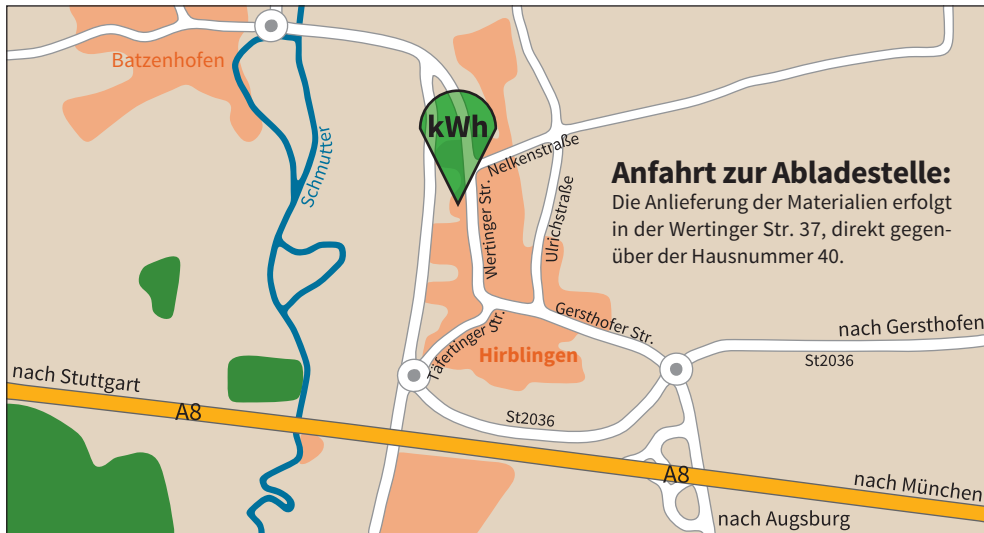 Batzenhofen
Schmutter
kWh
Nelkenstraße
Wertinger Str.
Ulrichstraße
Anfahrt zur Abladestelle:
Die Anlieferung der Materialien erfolgt
in der Wertinger Str. 37, direkt gegen-
über der Hausnummer 40.
Gersthofer Str.
Täfertinger Str.
Hirblingen
nach Gersthofen
St2036
nach Stuttgart
A8
St2036
A8
nach München
nach Augsburg